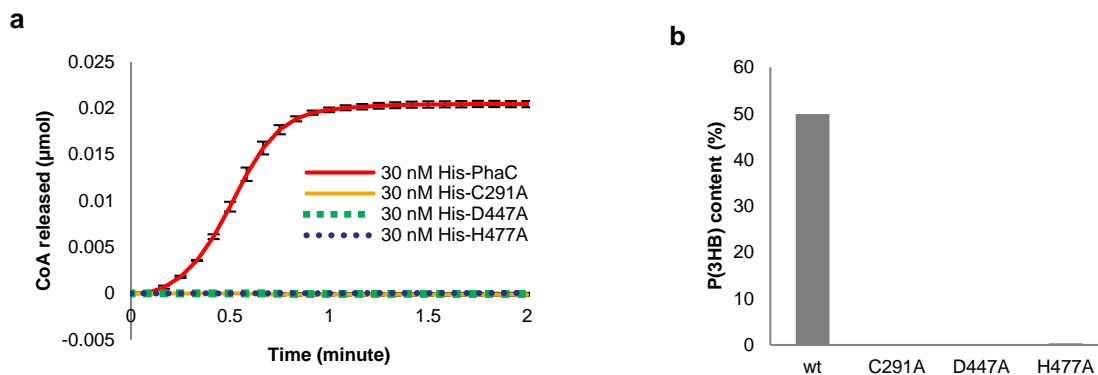 a
0.025
0.02
0.015
0.01
0.005
0
-0.005
CoA released (µmol)
0 0.5 1 1.5 2
Time (minute)
30 nM His-PhaC
30 nM His-C291A
30 nM His-D447A
30 nM His-H477A
b
60
50
40
30
20
10
0
P(3HB) content (%)
wt C291A D447A H477A